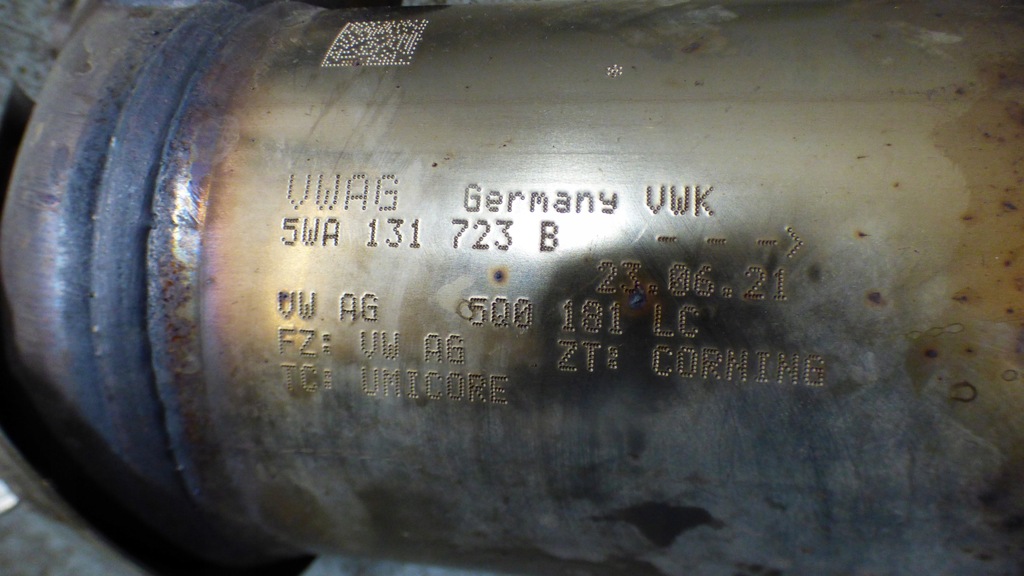 VWAG Germany VWK
5WA 131 723 B - - ->
23.06.21
VW AG 5Q0 181 LC
FZ: VW AG ZT: CORNING
TC: UMICORE